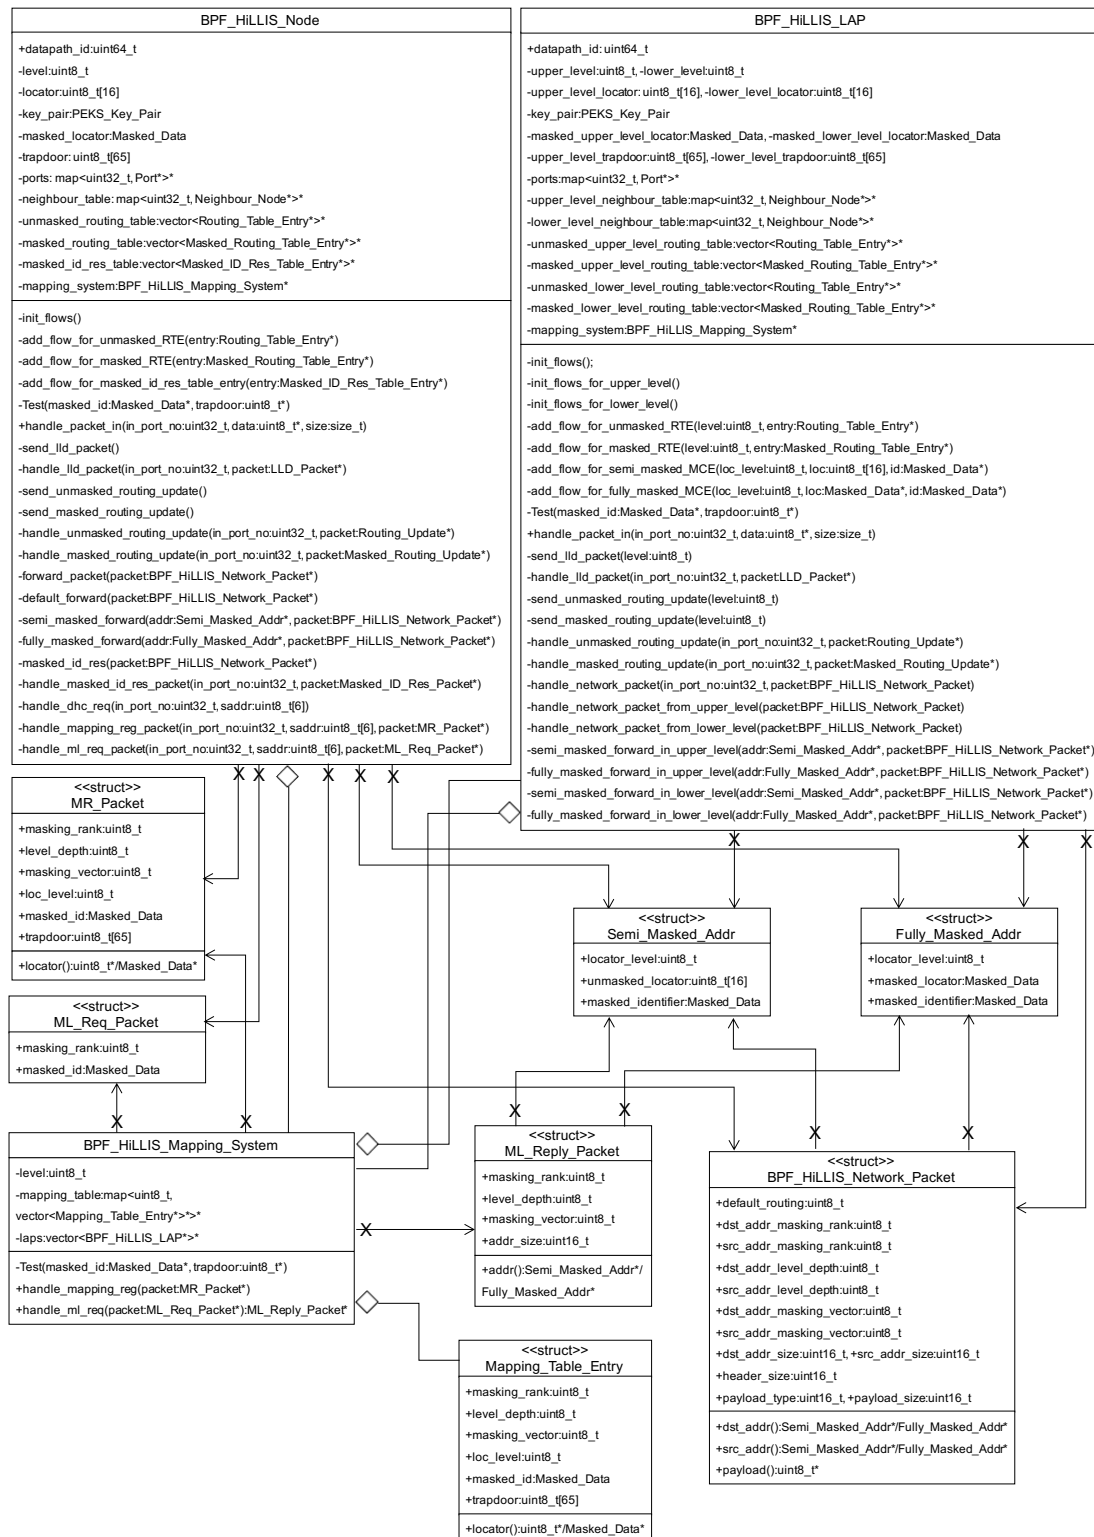 BPF_HiLLIS_Node
+datapath_id:uint64_t
-level:uint8_t
-locator:uint8_t[16]
-key_pair:PEKS_Key_Pair
-masked_locator:Masked_Data
-trapdoor:uint8_t[65]
-ports: map<uint32_t, Port*>*
-neighbour_table: map<uint32_t, Neighbour_Node*>*
-unmasked_routing_table:vector<Routing_Table_Entry*>*
-masked_routing_table:vector<Masked_Routing_Table_Entry*>*
-masked_id_res_table:vector<Masked_ID_Res_Table_Entry*>*
-mapping_system:BPF_HiLLIS_Mapping_System*
-init_flows()
-add_flow_for_unmasked_RTE(entry:Routing_Table_Entry*)
-add_flow_for_masked_RTE(entry:Masked_Routing_Table_Entry*)
-add_flow_for_masked_id_res_table_entry(entry:Masked_ID_Res_Table_Entry*)
-Test(masked_id:Masked_Data*, trapdoor:uint8_t*)
+handle_packet_in(in_port_no:uint32_t, data:uint8_t*, size:size_t)
-send_lld_packet()
-handle_lld_packet(in_port_no:uint32_t, packet:LLD_Packet*)
-send_unmasked_routing_update()
-send_masked_routing_update()
-handle_unmasked_routing_update(in_port_no:uint32_t, packet:Routing_Update*)
-handle_masked_routing_update(in_port_no:uint32_t, packet:Masked_Routing_Update*)
-forward_packet(packet:BPF_HiLLIS_Network_Packet*)
-default_forward(packet:BPF_HiLLIS_Network_Packet*)
-semi_masked_forward(addr:Semi_Masked_Addr*, packet:BPF_HiLLIS_Network_Packet*)
-fully_masked_forward(addr:Fully_Masked_Addr*, packet:BPF_HiLLIS_Network_Packet*)
-masked_id_res(packet:BPF_HiLLIS_Network_Packet*)
-handle_masked_id_res_packet(in_port_no:uint32_t, packet:Masked_ID_Res_Packet*)
-handle_dhc_req(in_port_no:uint32_t, saddr:uint8_t[6])
-handle_mapping_reg_packet(in_port_no:uint32_t, saddr:uint8_t[6], packet:MR_Packet*)
-handle_ml_req_packet(in_port_no:uint32_t, saddr:uint8_t[6], packet:ML_Req_Packet*)
BPF_HiLLIS_LAP
+datapath_id: uint64_t
-upper_level:uint8_t, -lower_level:uint8_t
-upper_level_locator: uint8_t[16], -lower_level_locator:uint8_t[16]
-key_pair:PEKS_Key_Pair
-masked_upper_level_locator:Masked_Data, -masked_lower_level_locator:Masked_Data
-upper_level_trapdoor:uint8_t[65], -lower_level_trapdoor:uint8_t[65]
-ports:map<uint32_t, Port*>*
-upper_level_neighbour_table:map<uint32_t, Neighbour_Node*>*
-lower_level_neighbour_table:map<uint32_t, Neighbour_Node*>*
-unmasked_upper_level_routing_table:vector<Routing_Table_Entry*>*
-masked_upper_level_routing_table:vector<Masked_Routing_Table_Entry*>*
-unmasked_lower_level_routing_table:vector<Routing_Table_Entry*>*
-masked_lower_level_routing_table:vector<Masked_Routing_Table_Entry*>*
-mapping_system:BPF_HiLLIS_Mapping_System*
-init_flows();
-init_flows_for_upper_level()
-init_flows_for_lower_level()
-add_flow_for_unmasked_RTE(level:uint8_t, entry:Routing_Table_Entry*)
-add_flow_for_masked_RTE(level:uint8_t, entry:Masked_Routing_Table_Entry*)
-add_flow_for_semi_masked_MCE(loc_level:uint8_t, loc:uint8_t[16], id:Masked_Data*)
-add_flow_for_fully_masked_MCE(loc_level:uint8_t, loc:Masked_Data*, id:Masked_Data*)
-Test(masked_id:Masked_Data*, trapdoor:uint8_t*)
+handle_packet_in(in_port_no:uint32_t, data:uint8_t*, size:size_t)
-send_lld_packet(level:uint8_t)
-handle_lld_packet(in_port_no:uint32_t, packet:LLD_Packet*)
-send_unmasked_routing_update(level:uint8_t)
-send_masked_routing_update(level:uint8_t)
-handle_unmasked_routing_update(in_port_no:uint32_t, packet:Routing_Update*)
-handle_masked_routing_update(in_port_no:uint32_t, packet:Masked_Routing_Update*)
-handle_network_packet(in_port_no:uint32_t, packet:BPF_HiLLIS_Network_Packet)
-handle_network_packet_from_upper_level(packet:BPF_HiLLIS_Network_Packet)
-handle_network_packet_from_lower_level(packet:BPF_HiLLIS_Network_Packet)
-semi_masked_forward_in_upper_level(addr:Semi_Masked_Addr*, packet:BPF_HiLLIS_Network_Packet*)
-fully_masked_forward_in_upper_level(addr:Fully_Masked_Addr*, packet:BPF_HiLLIS_Network_Packet*)
-semi_masked_forward_in_lower_level(addr:Semi_Masked_Addr*, packet:BPF_HiLLIS_Network_Packet*)
-fully_masked_forward_in_lower_level(addr:Fully_Masked_Addr*, packet:BPF_HiLLIS_Network_Packet*)
X X X X X
X X X
<<struct>>
MR_Packet
+masking_rank:uint8_t
+level_depth:uint8_t
+masking_vector:uint8_t
+loc_level:uint8_t
+masked_id:Masked_Data
+trapdoor:uint8_t[65]
+locator():uint8_t*/Masked_Data*
<<struct>>
Semi_Masked_Addr
+locator_level:uint8_t
+unmasked_locator:uint8_t[16]
+masked_identifier:Masked_Data
<<struct>>
Fully_Masked_Addr
+locator_level:uint8_t
+masked_locator:Masked_Data
+masked_identifier:Masked_Data
<<struct>>
ML_Req_Packet
+masking_rank:uint8_t
+masked_id:Masked_Data
X X X X X X
BPF_HiLLIS_Mapping_System
-level:uint8_t
-mapping_table:map<uint8_t,
vector<Mapping_Table_Entry*>*>*
-laps:vector<BPF_HiLLIS_LAP*>*
-Test(masked_id:Masked_Data*, trapdoor:uint8_t*)
+handle_mapping_reg(packet:MR_Packet*)
+handle_ml_req(packet:ML_Req_Packet*):ML_Reply_Packet*
X
<<struct>>
ML_Reply_Packet
+masking_rank:uint8_t
+level_depth:uint8_t
+masking_vector:uint8_t
+addr_size:uint16_t
+addr():Semi_Masked_Addr*/
Fully_Masked_Addr*
<<struct>>
BPF_HiLLIS_Network_Packet
+default_routing:uint8_t
+dst_addr_masking_rank:uint8_t
+src_addr_masking_rank:uint8_t
+dst_addr_level_depth:uint8_t
+src_addr_level_depth:uint8_t
+dst_addr_masking_vector:uint8_t
+src_addr_masking_vector:uint8_t
+dst_addr_size:uint16_t, +src_addr_size:uint16_t
+header_size:uint16_t
+payload_type:uint16_t, +payload_size:uint16_t
+dst_addr():Semi_Masked_Addr*/Fully_Masked_Addr*
+src_addr():Semi_Masked_Addr*/Fully_Masked_Addr*
+payload():uint8_t*
<<struct>>
Mapping_Table_Entry
+masking_rank:uint8_t
+level_depth:uint8_t
+masking_vector:uint8_t
+loc_level:uint8_t
+masked_id:Masked_Data
+trapdoor:uint8_t[65]
+locator():uint8_t*/Masked_Data*